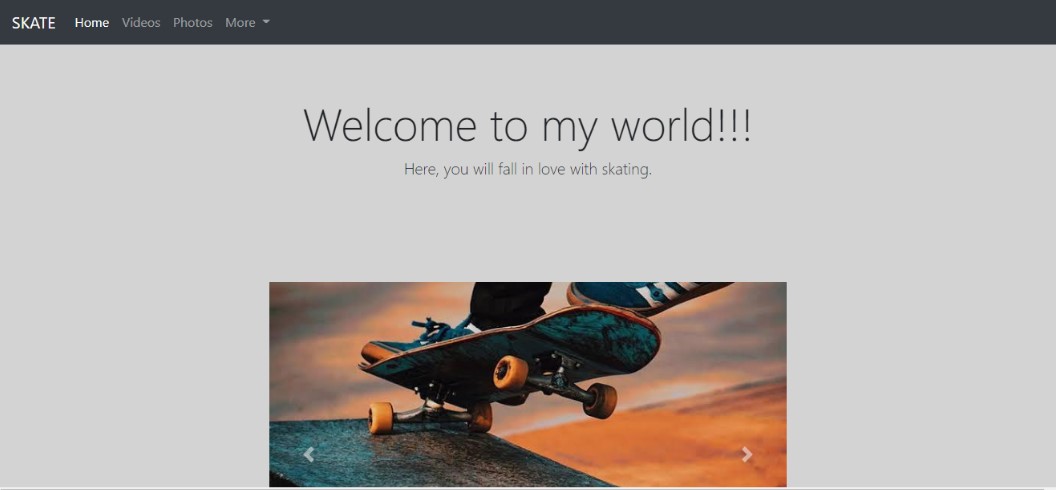 SKATE Home Videos Photos More
Welcome to my world!!!
Here, you will fall in love with skating.